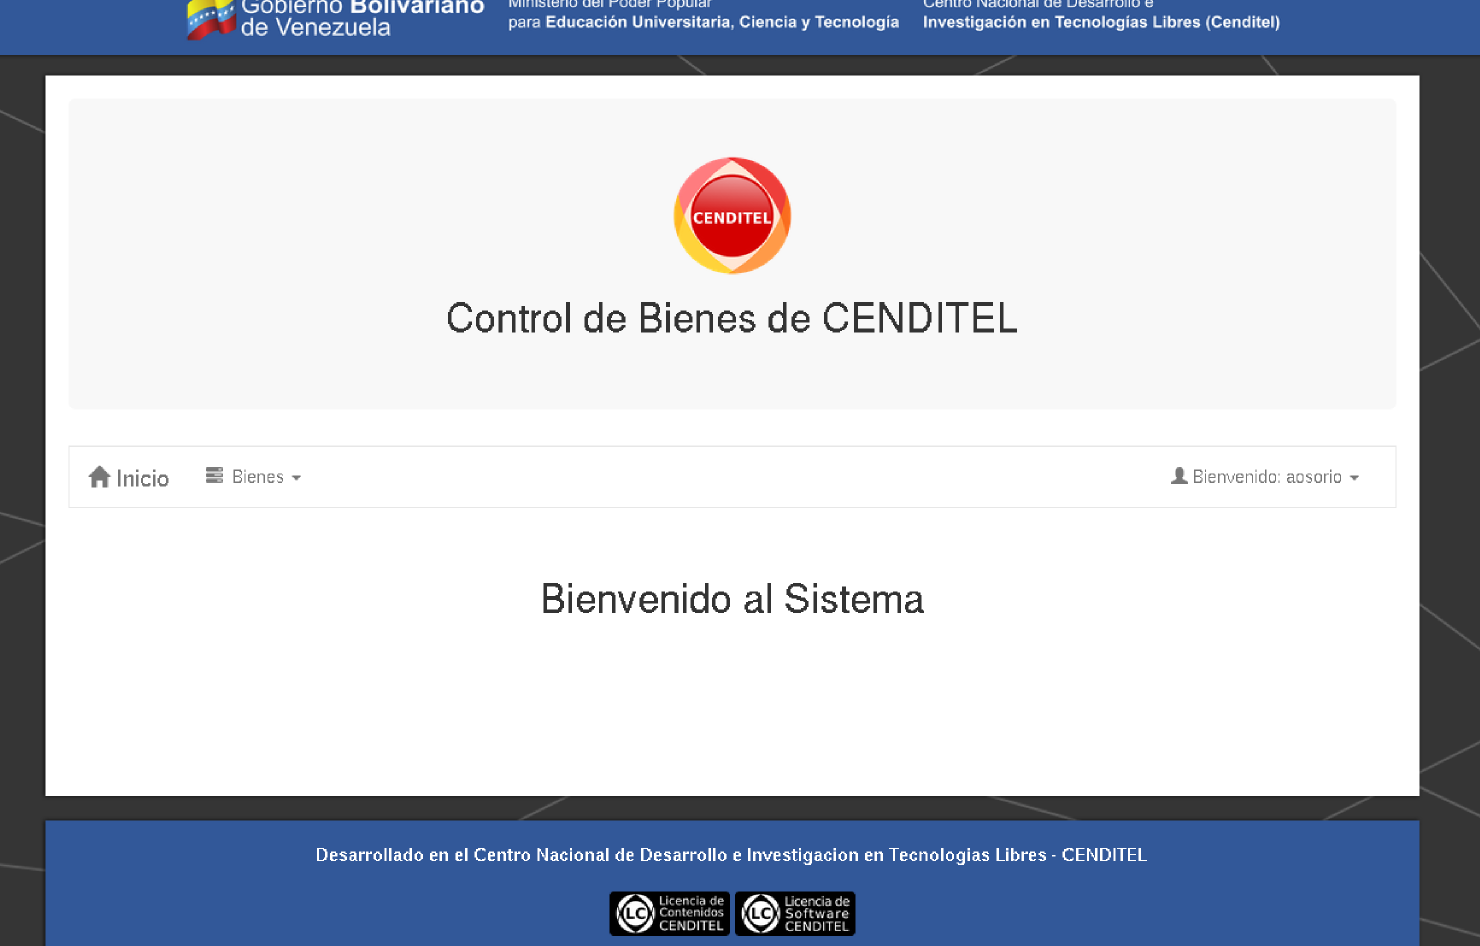 Gobierno Bolivariano
de Venezuela
Ministerio del Poder Popular
para Educación Universitaria, Ciencia y Tecnología
Centro Nacional de Desarrollo e
Investigación en Tecnologías Libres (Cenditel)
CENDITEL
Control de Bienes de CENDITEL
Inicio
Bienes
Bienvenido: aosorio
Bienvenido al Sistema
Desarrollado en el Centro Nacional de Desarrollo e Investigacion en Tecnologias Libres - CENDITEL
LC
Licencia de
Contenidos
CENDITEL
LC
Licencia de
Software
CENDITEL